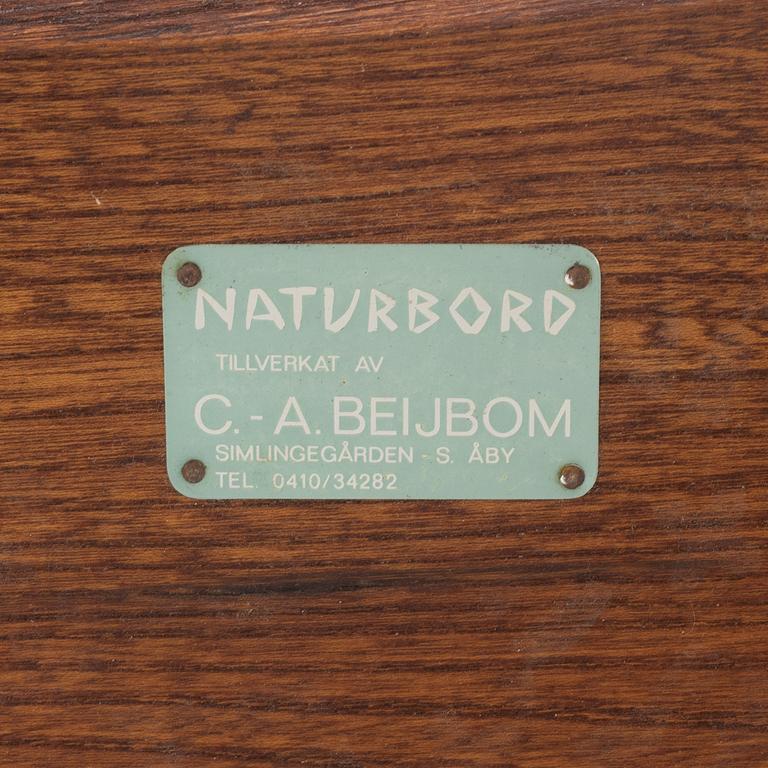 NATURBORD
TILLVERKAT AV
C.-A. BEIJBOM
SIMLINGEGÅRDEN - S. ÅBY
TEL. 0410/34282